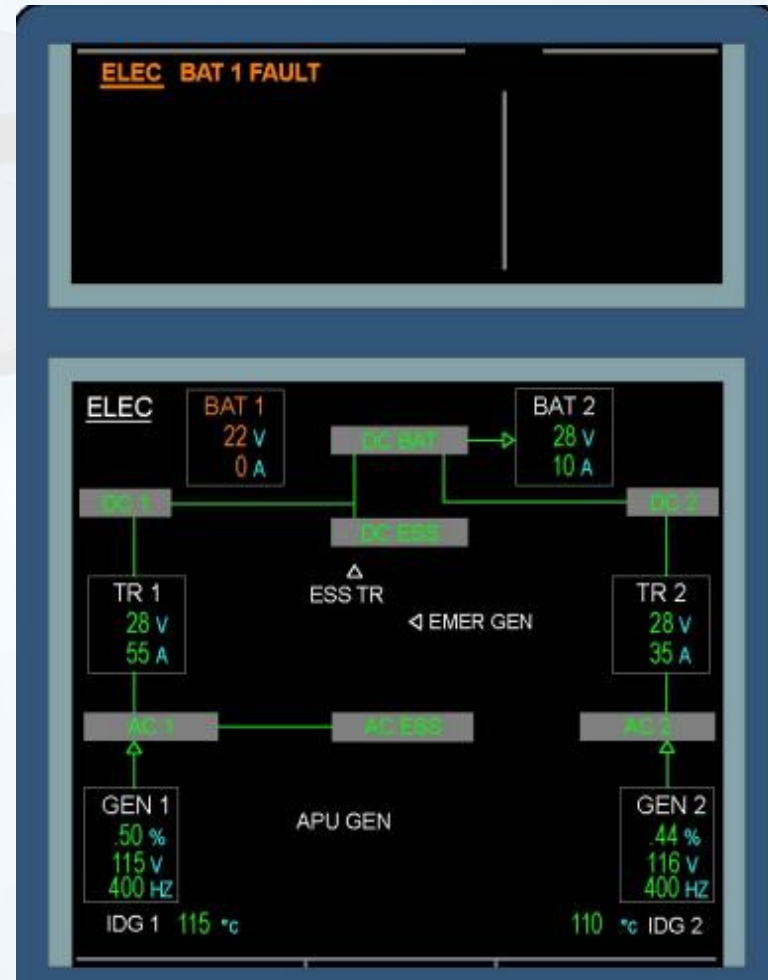 ELEC BAT 1 FAULT
ELEC BAT 1 BAT 2
22 V DC BAT 28 V
0 A 10 A
DC 1 DC 2
DC ESS
TR 1 ESS TR TR 2
28 V EMER GEN 28 V
55 A 35 A
AC 1 AC ESS AC 2
GEN 1 APU GEN GEN 2
.50 % .44 %
115 V 116 V
400 HZ 400 HZ
IDG 1 115 °c 110 °c IDG 2